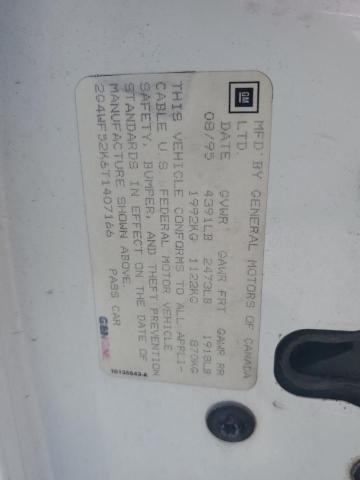 GM
MFD.BY GENERAL MOTORS OF CANADA
LTD.
DATE GVWR GAWR FRT GAWR RR
08/95 4391LB 2473LB 1918LB
1992KG 1122KG 870KG
THIS VEHICLE CONFORMS TO ALL APPLI-
CABLE U.S FEDERAL MOTOR VEHICLE
SAFETY, BUMPER, AND THEFT PREVENTION
STANDARDS IN EFFECT ON THE DATE OF
MANUFACTURE SHOWN ABOVE.
2G4WF52K6T1407166 PASS CAR